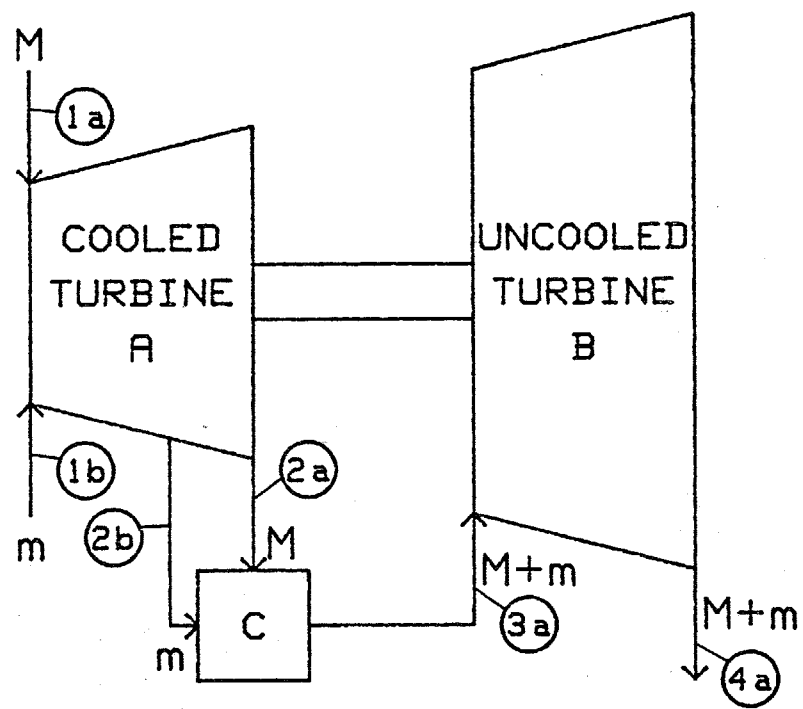 M
1a
COOLED
TURBINE
A
UNCOOLED
TURBINE
B
1b
2a
m
2b
M
M+m
C
m
3a
M+m
4a